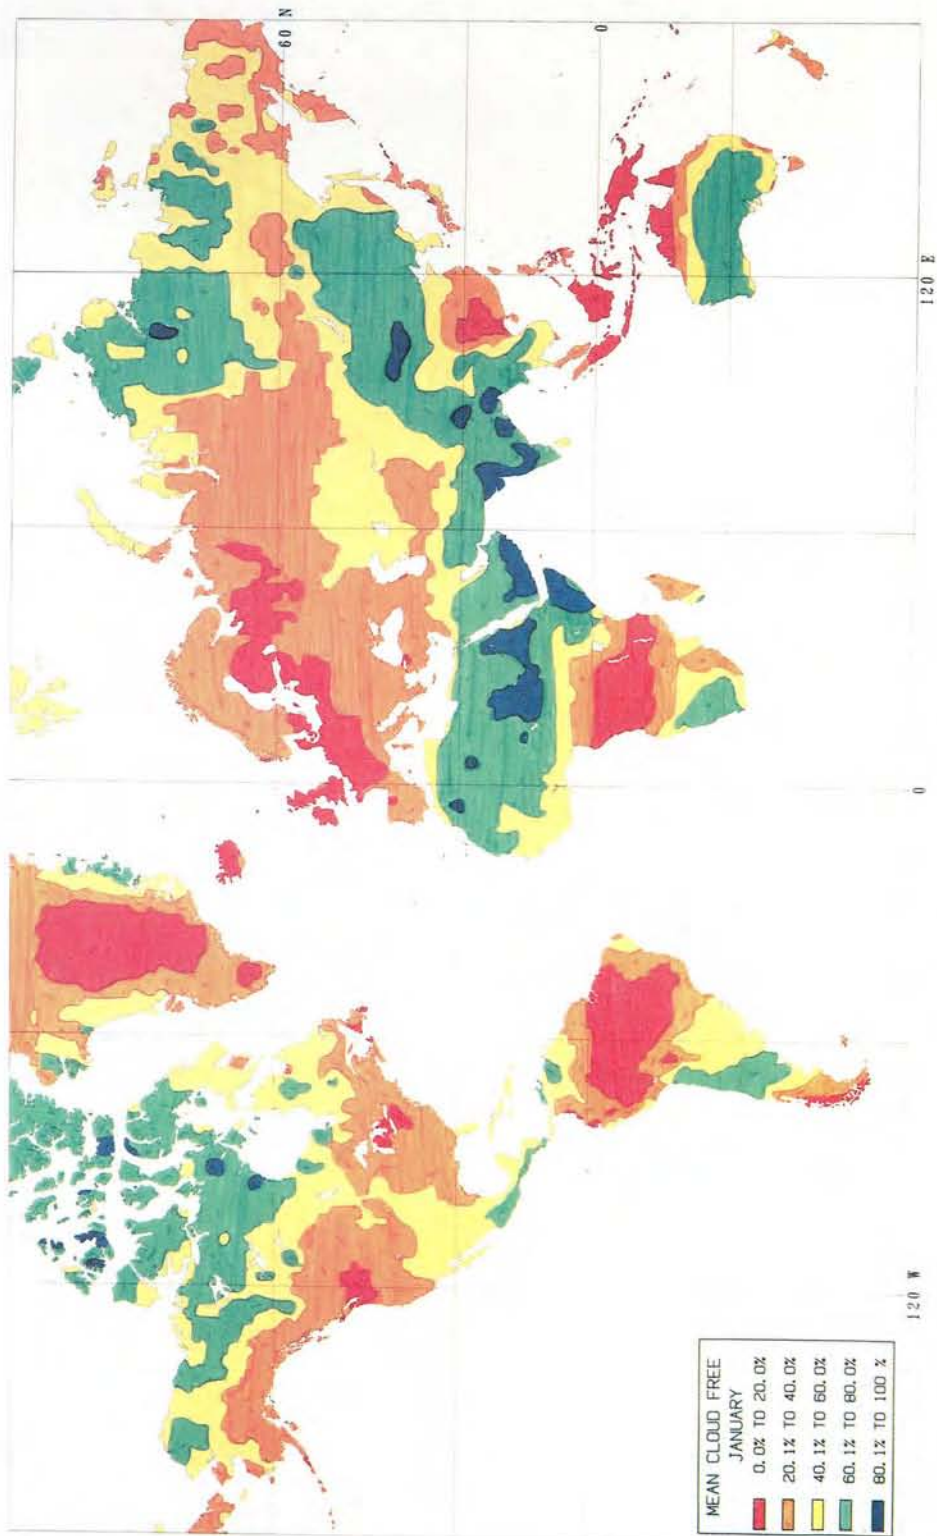 60 N
0
120 E
0
120 W
MEAN CLOUD FREE
JANUARY
0.0% TO 20.0%
20.1% TO 40.0%
40.1% TO 60.0%
60.1% TO 80.0%
80.1% TO 100 %